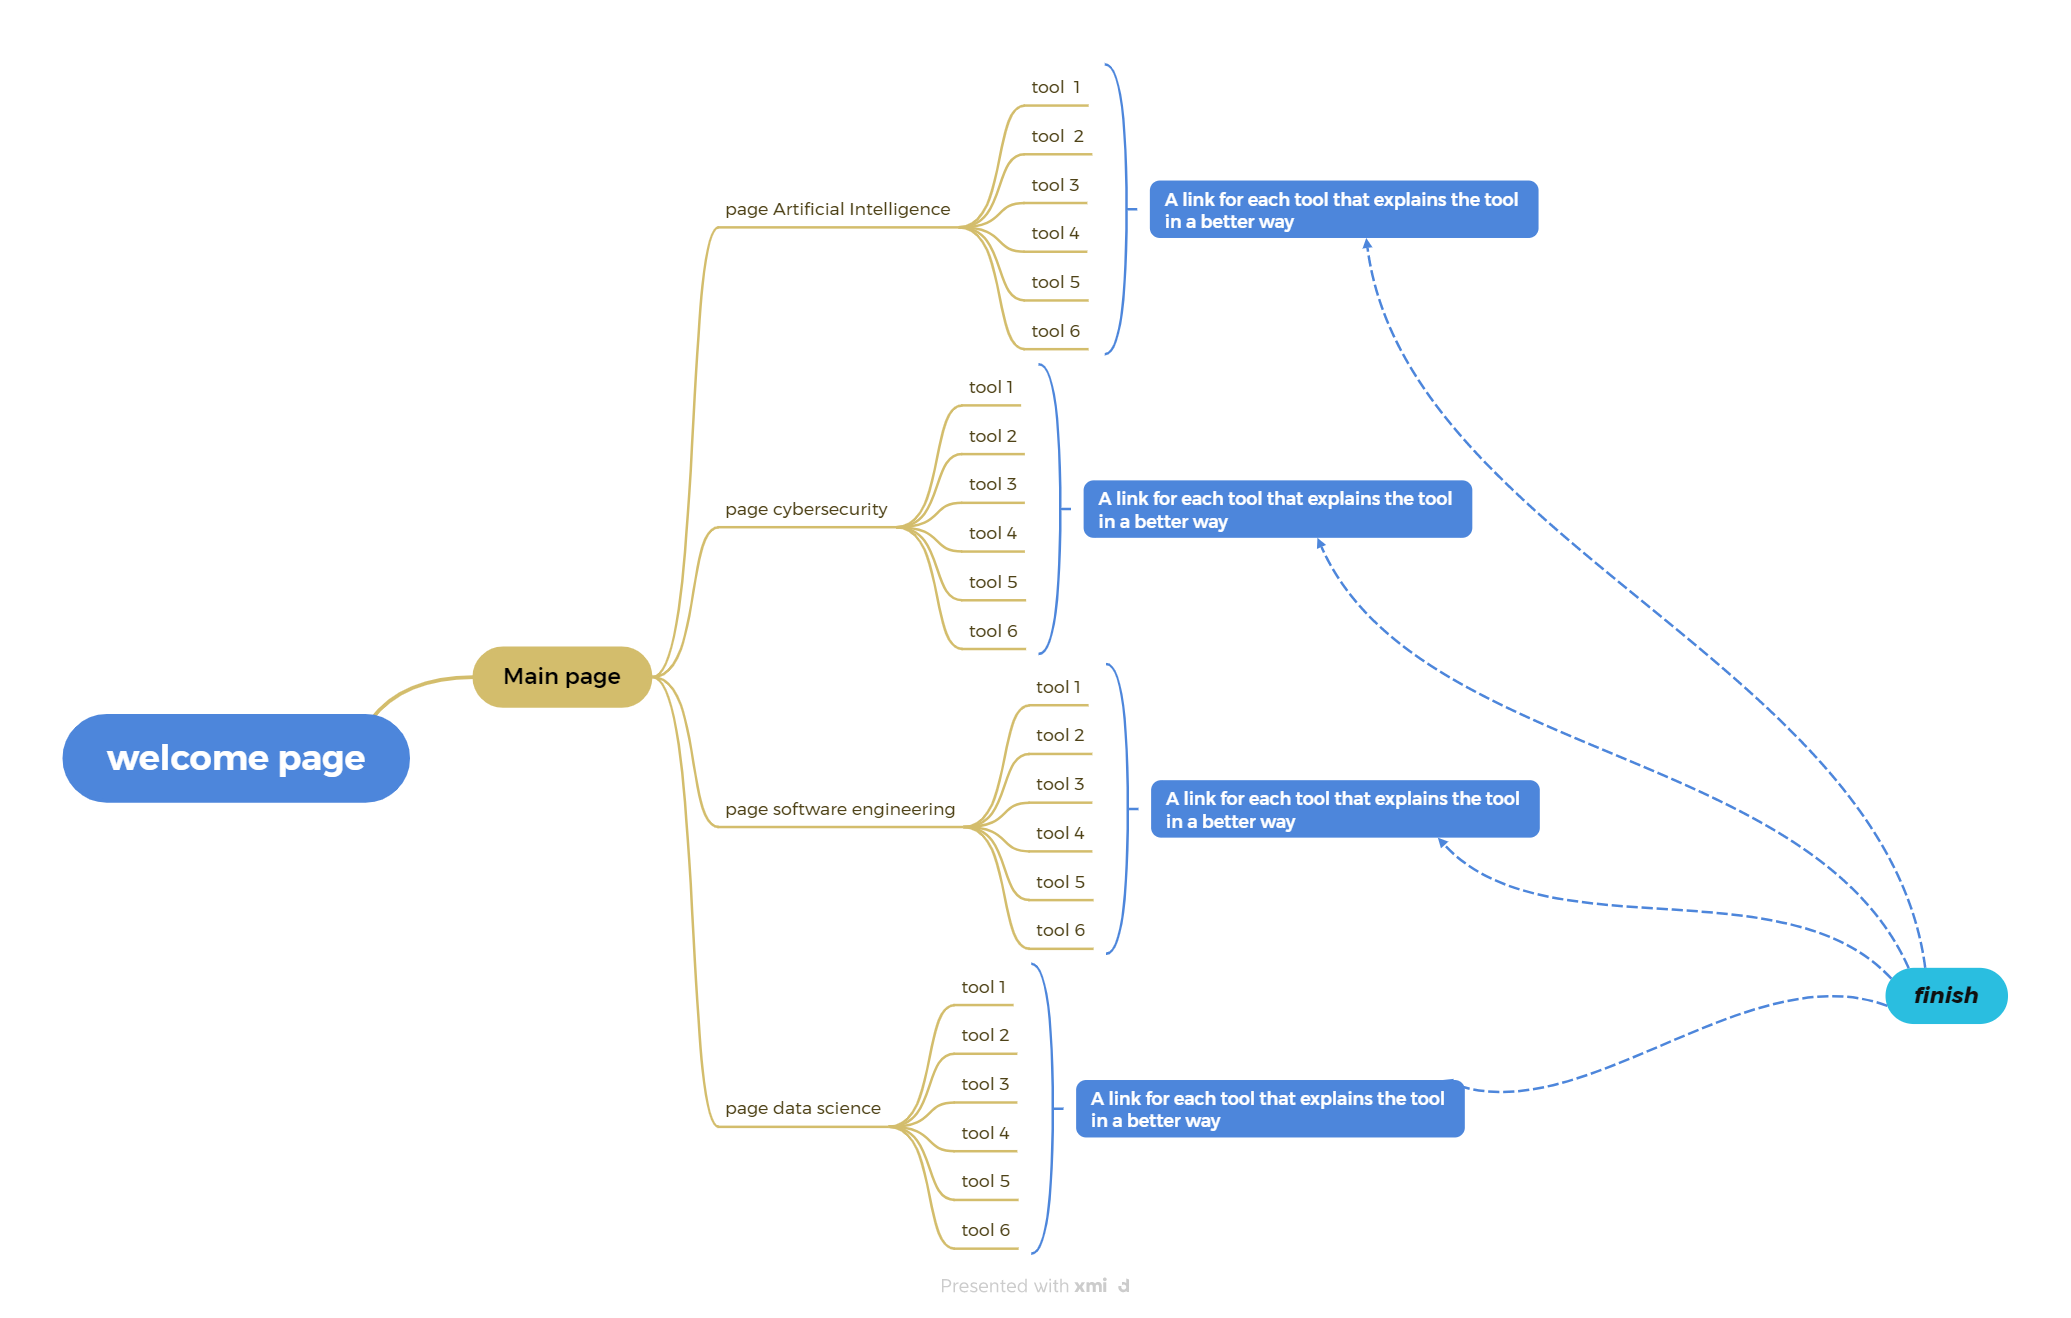 welcome page
Main page
page Artificial Intelligence
tool 1
tool 2
tool 3
tool 4
tool 5
tool 6
A link for each tool that explains the tool
in a better way
page cybersecurity
tool 1
tool 2
tool 3
tool 4
tool 5
tool 6
A link for each tool that explains the tool
in a better way
page software engineering
tool 1
tool 2
tool 3
tool 4
tool 5
tool 6
A link for each tool that explains the tool
in a better way
page data science
tool 1
tool 2
tool 3
tool 4
tool 5
tool 6
A link for each tool that explains the tool
in a better way
finish
Presented with